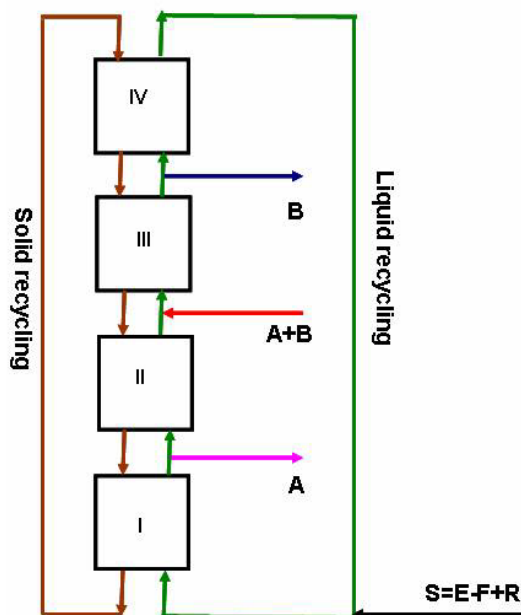 IV
B
III
A+B
II
A
I
S=E-F+R
Solid recycling
Liquid recycling